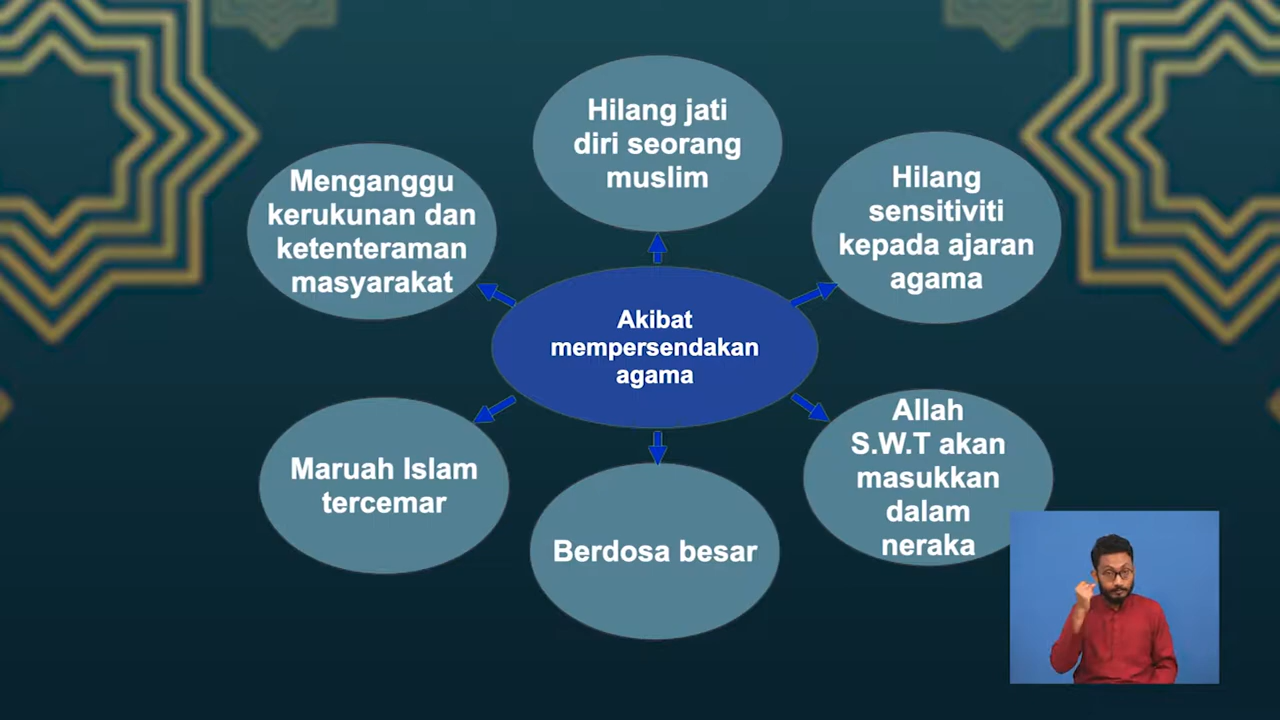 Hilang jati
diri seorang
muslim
Menganggu
kerukunan dan
ketenteraman
masyarakat
Hilang
sensitiviti
kepada ajaran
agama
Akibat
mempersendakan
agama
Maruah Islam
tercemar
Berdosa besar
Allah
S.W.T akan
masukkan
dalam
neraka